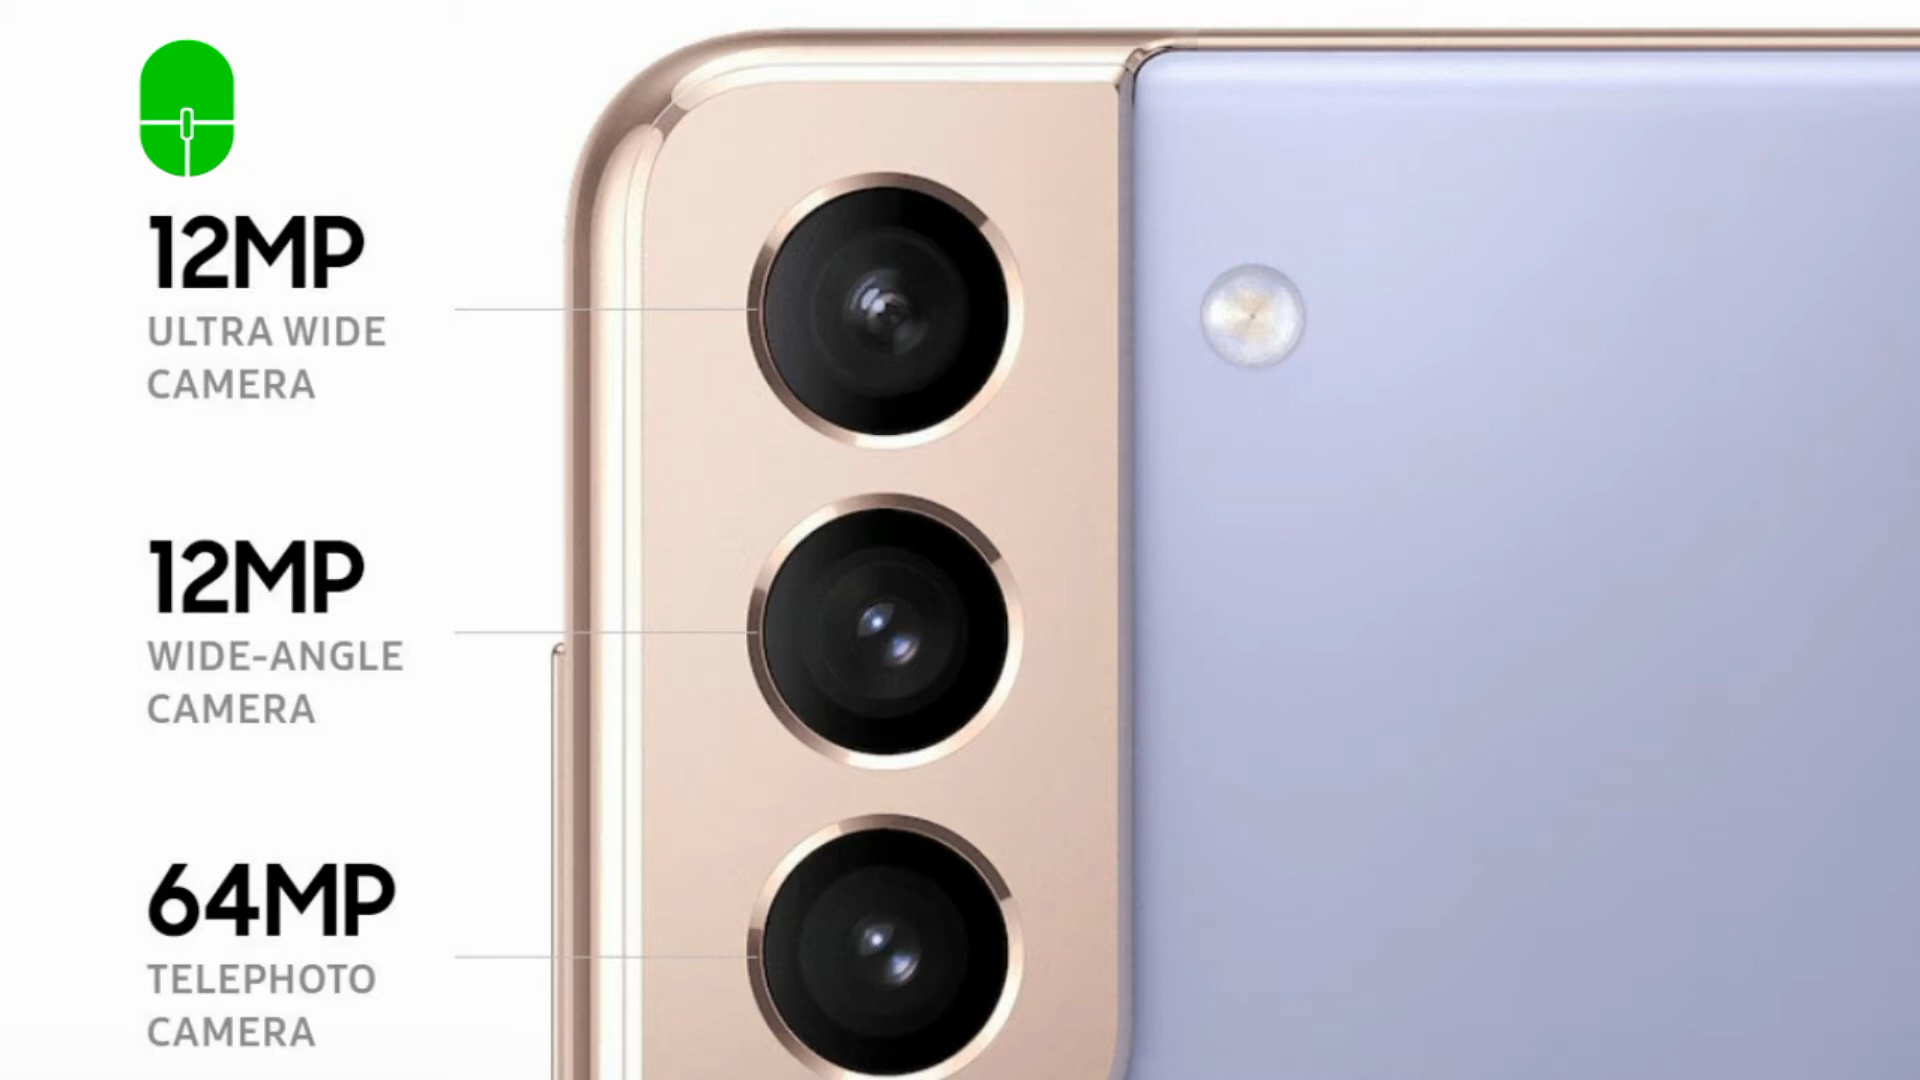 12MP
ULTRA WIDE
CAMERA
12MP
WIDE-ANGLE
CAMERA
64MP
TELEPHOTO
CAMERA